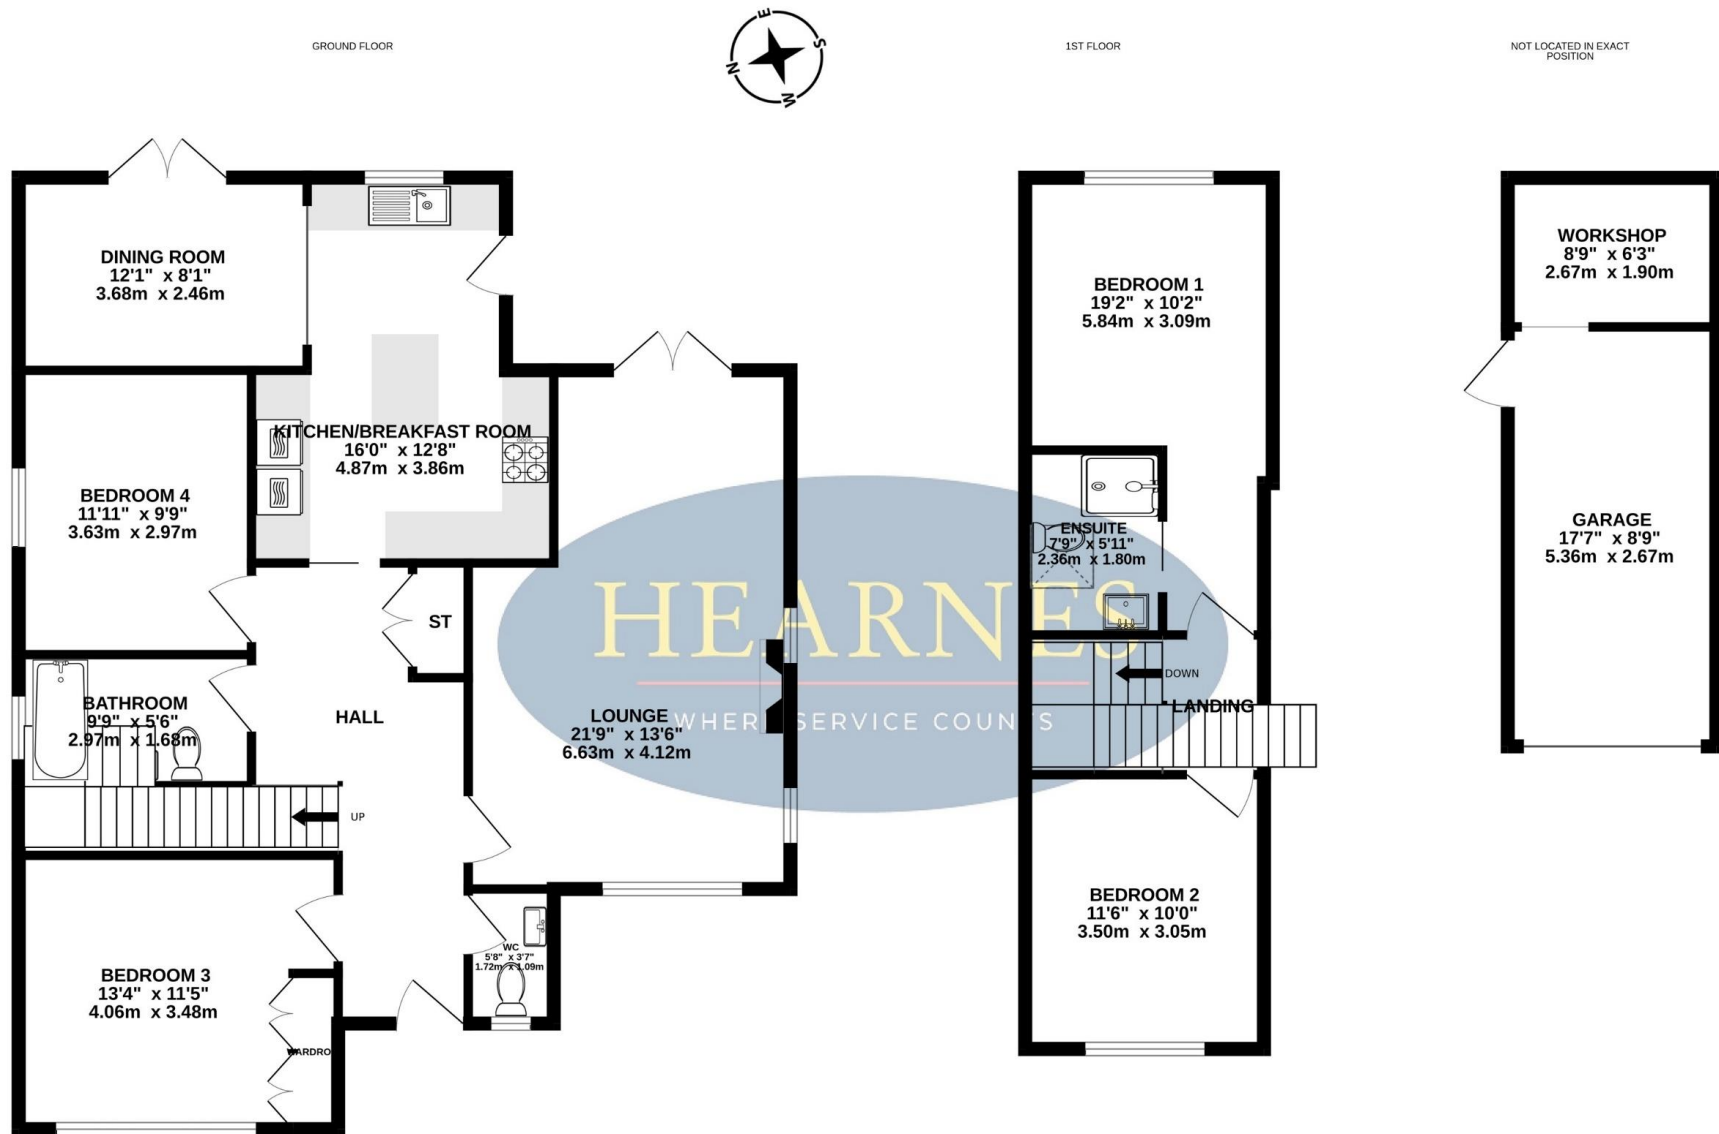 GROUND FLOOR
E
S
N
W
1ST FLOOR
NOT LOCATED IN EXACT
POSITION
DINING ROOM
12'1" x 8'1"
3.68m x 2.46m
KITCHEN/BREAKFAST ROOM
16'0" x 12'8"
4.87m x 3.86m
BEDROOM 4
11'11" x 9'9"
3.63m x 2.97m
ST
BATHROOM
9'9" x 5'6"
2.97m x 1.68m
HALL
LOUNGE
21'9" x 13'6"
6.63m x 4.12m
UP
BEDROOM 3
13'4" x 11'5"
4.06m x 3.48m
WARDRO
WC
5'8" x 3'7"
1.72m x 1.09m
HEARNES
WHERE SERVICE COUNTS
BEDROOM 1
19'2" x 10'2"
5.84m x 3.09m
ENSUITE
7'9" x 5'11"
2.36m x 1.80m
DOWN
LANDING
BEDROOM 2
11'6" x 10'0"
3.50m x 3.05m
WORKSHOP
8'9" x 6'3"
2.67m x 1.90m
GARAGE
17'7" x 8'9"
5.36m x 2.67m